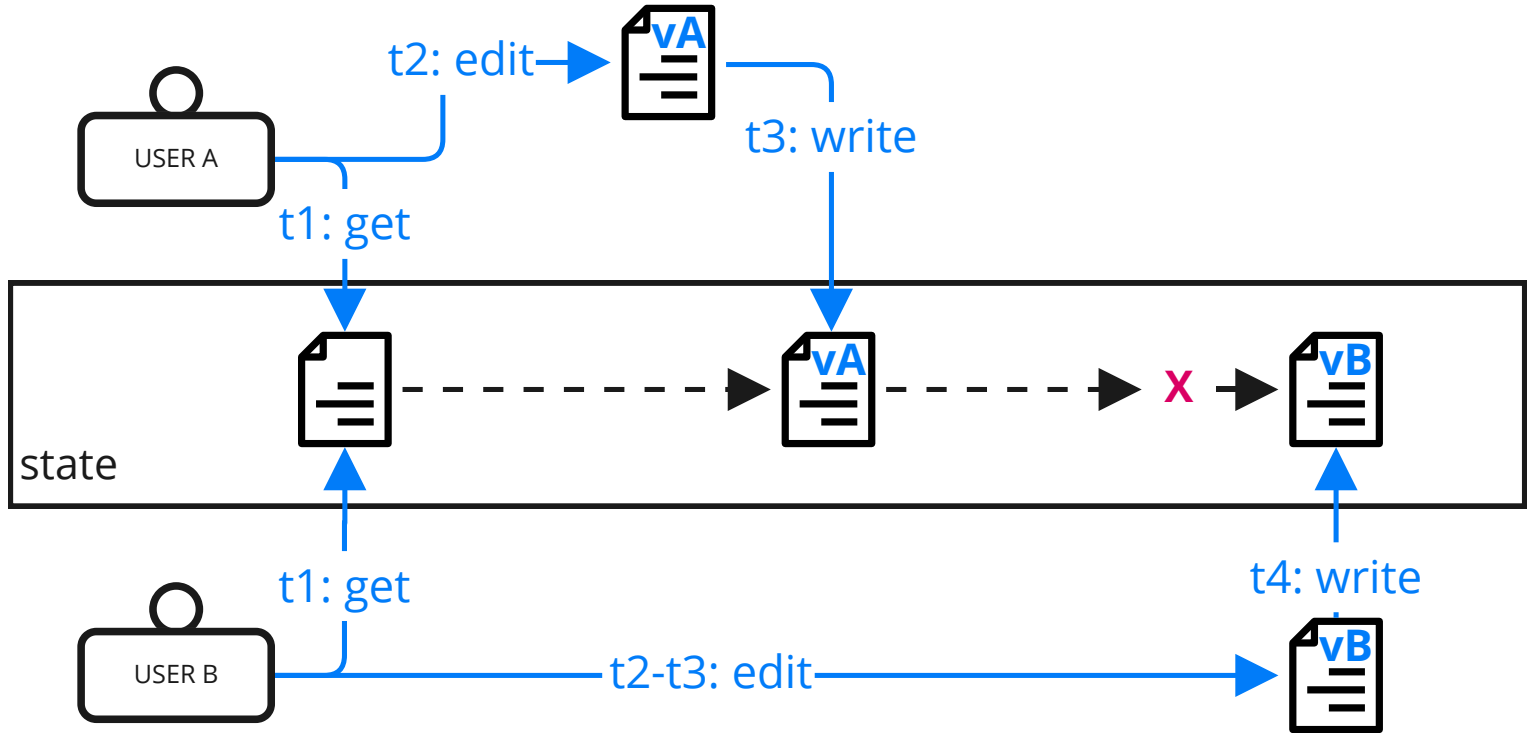 vA
t2: edit
t3: write
USER A
t1: get
vA
X
vB
state
t1: get
t4: write
USER B
t2-t3: edit
vB